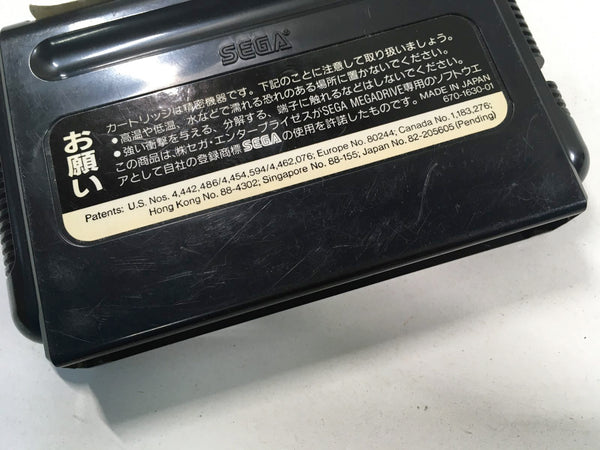 SEGA®
お願い
カートリッジは精密機器です。下記のことに注意して取り扱いましょう。
●高温や低温、水などで濡れる恐れのある場所に置かないでください。
●強い衝撃を与える、分解する、端子に触れるなどはしないでください。
この商品は、(株)セガ・エンタープライゼスがSEGA MEGADRIVE専用のソフトウエ
アとして自社の登録商標SEGAの使用を許諾したものです。MADE IN JAPAN
670-1630-01
Patents: U.S. Nos. 4,442,486/4,454,594/4,462,076; Europe No. 80244; Canada No. 1,183,276;
Hong Kong No. 88-4302; Singapore No. 88-155; Japan No. 82-205605 (Pending)